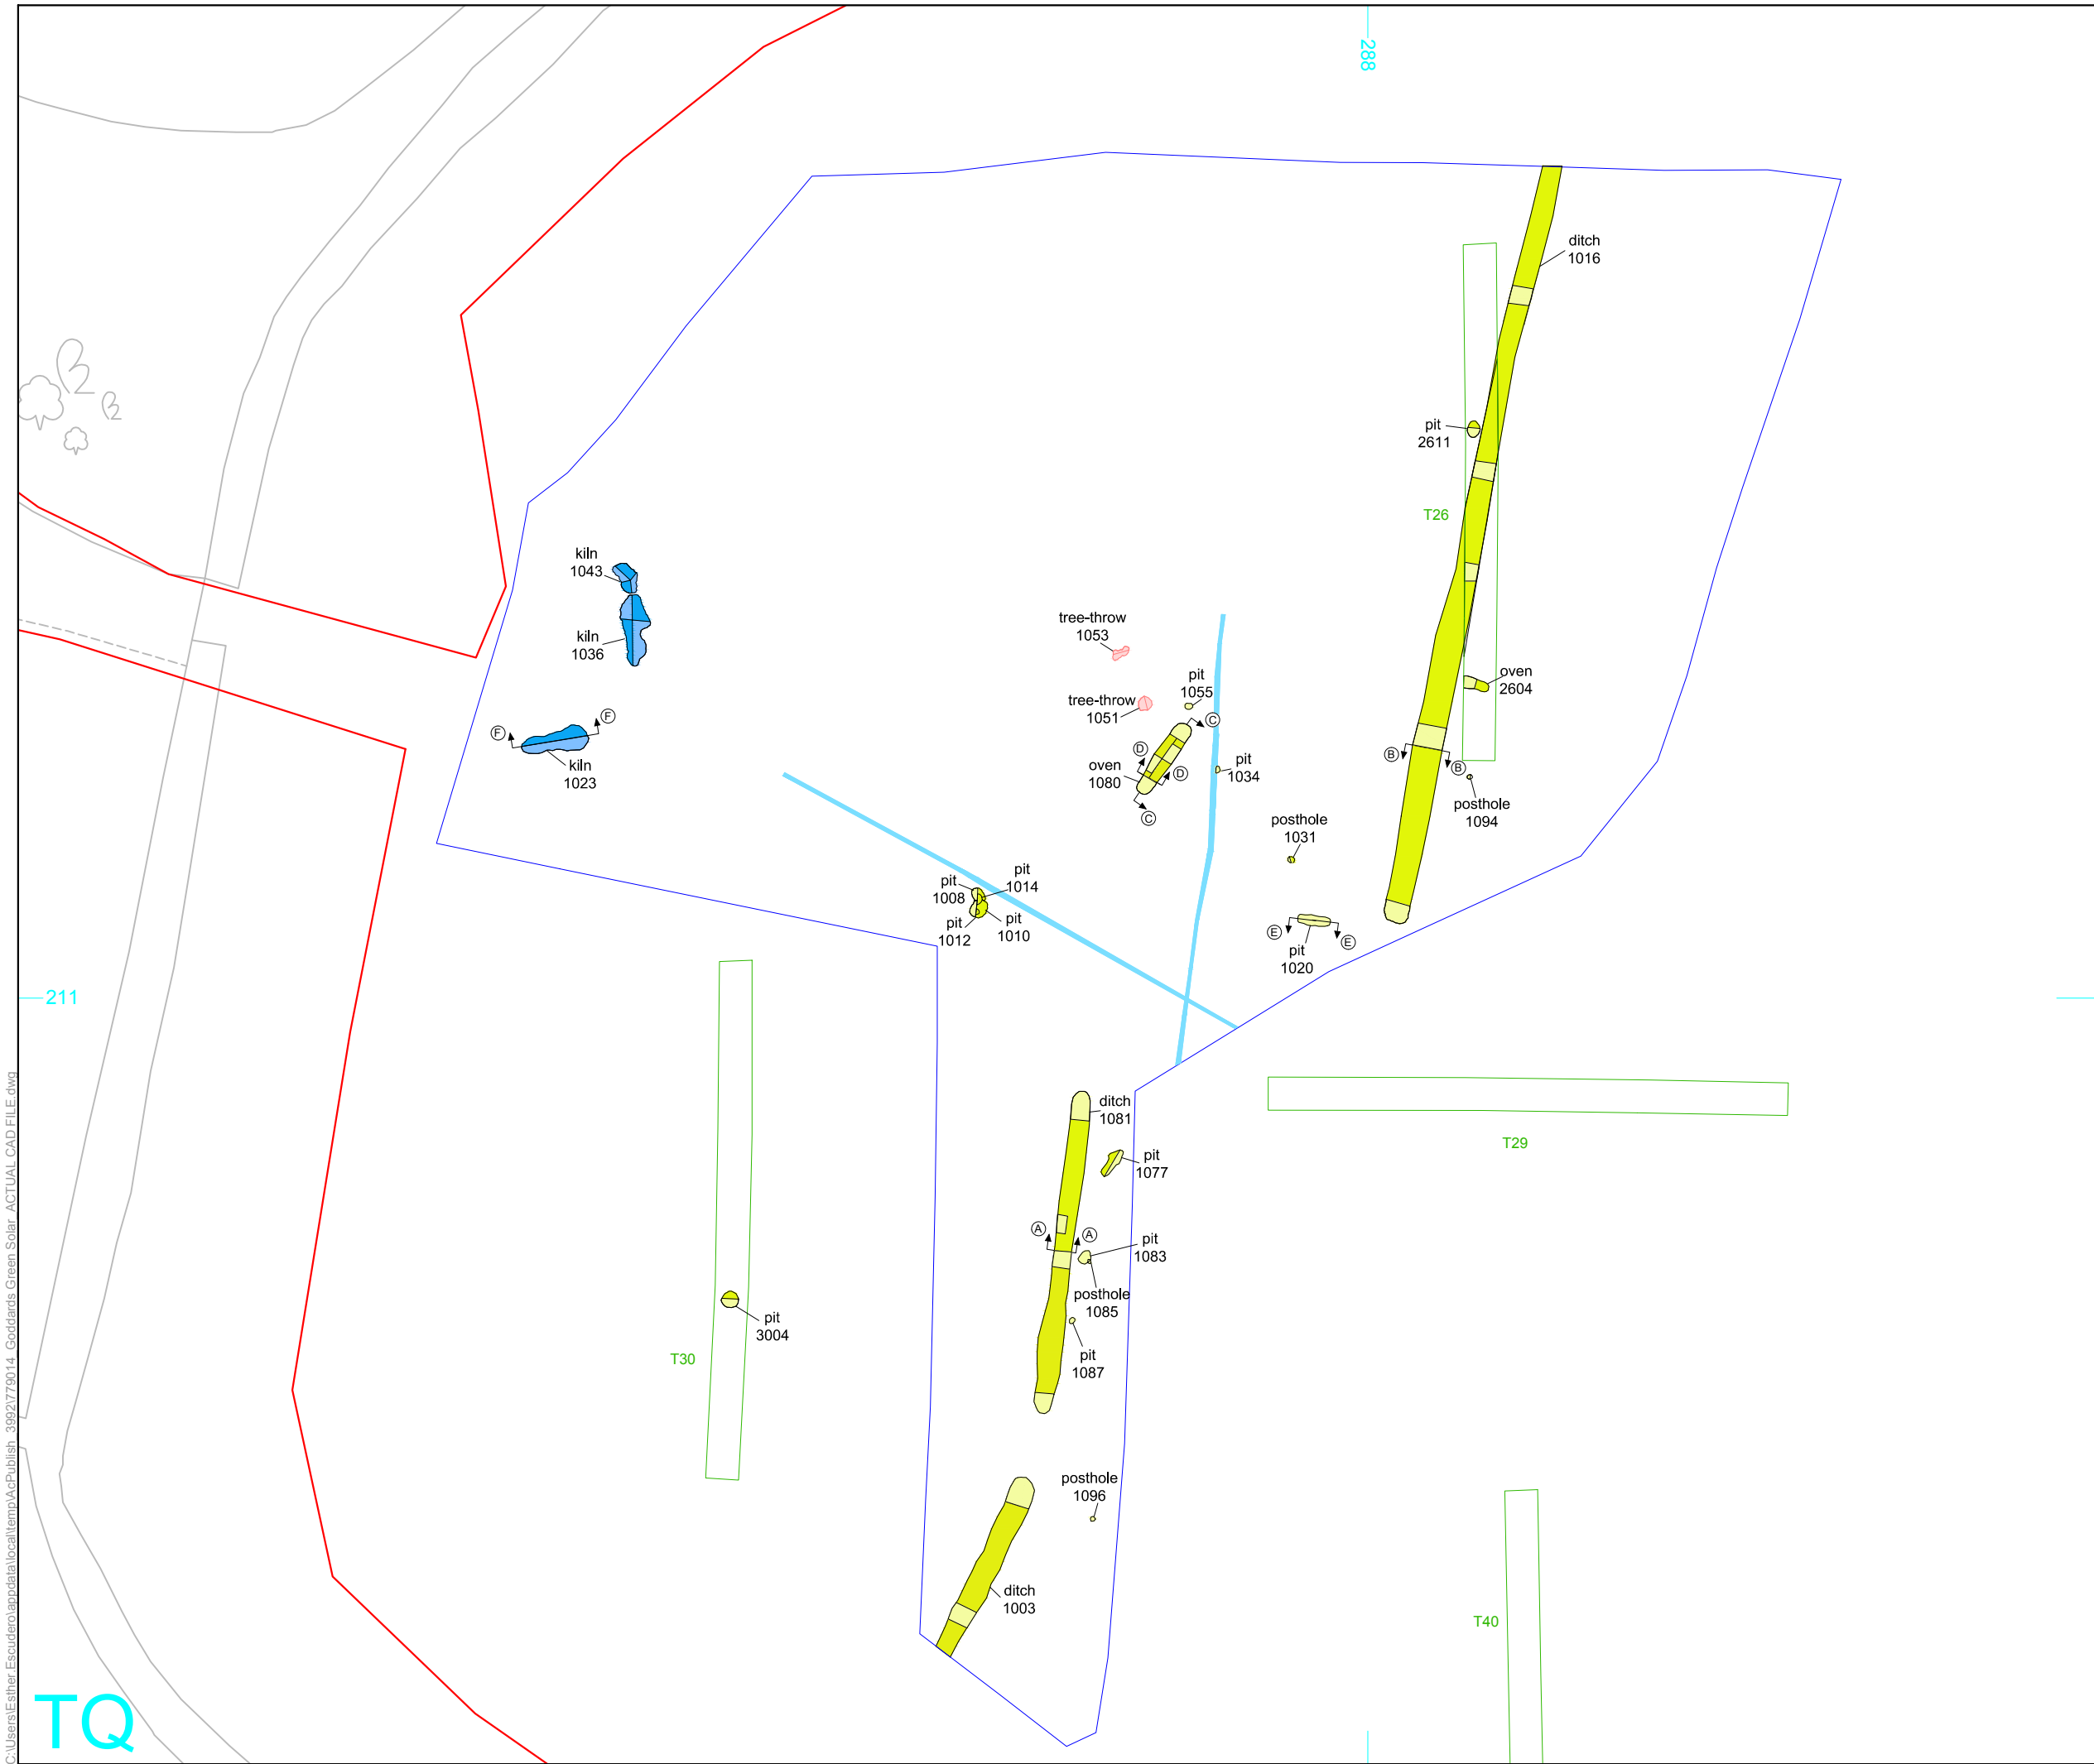 288
ditch
1016
pit
2611
T26
kiln
1043
kiln
1036
tree-throw
1053
tree-throw
1051
pit
1055
oven
2604
F
F
kiln
1023
C
D
D
oven
1080
C
pit
1034
B
B
posthole
1094
posthole
1031
pit
1008
pit
1014
pit
1012
pit
1010
E
E
pit
1020
211
ditch
1081
T29
pit
1077
A
A
pit
1083
posthole
1085
pit
3004
T30
pit
1087
posthole
1096
ditch
1003
T40
TQ
C:\Users\Esther.Escudero\appdata\local\temp\AcPublish_3992\779014_Goddards Green Solar_ACTUAL CAD FILE.dwg